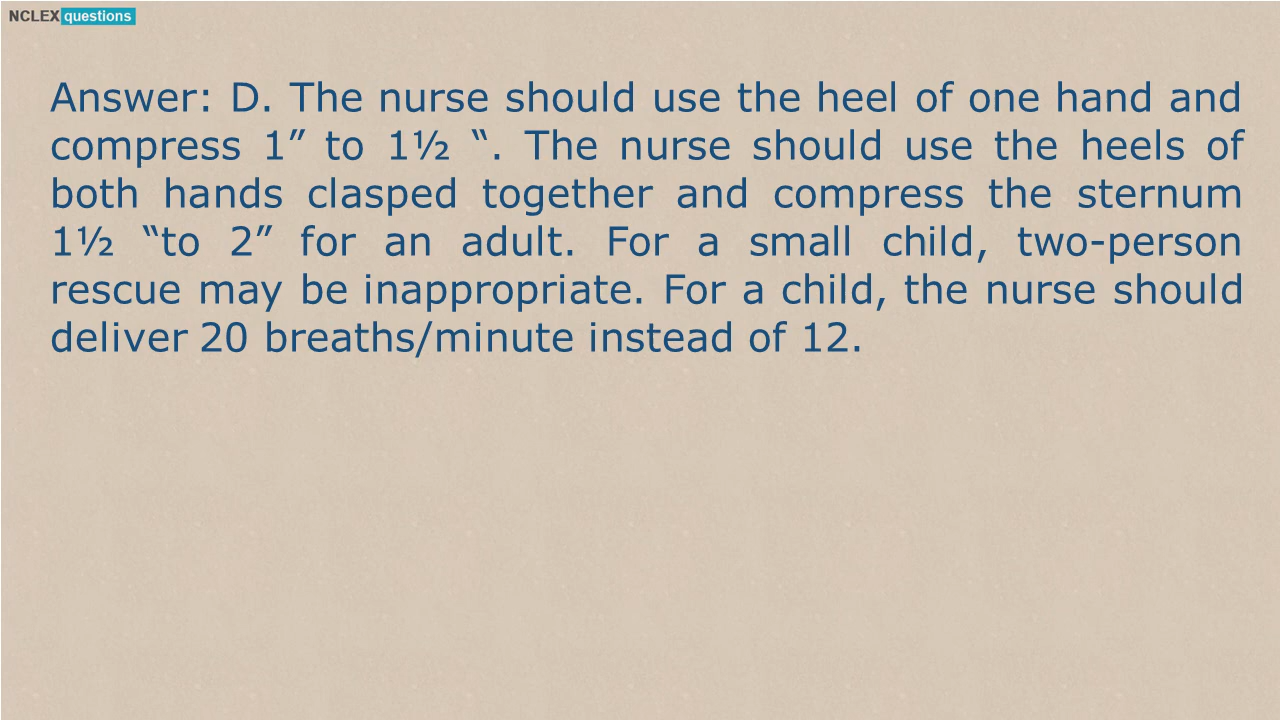 NCLEX questions
Answer: D. The nurse should use the heel of one hand and
compress 1” to 1½ “. The nurse should use the heels of
both hands clasped together and compress the sternum
1½ “to 2” for an adult. For a small child, two-person
rescue may be inappropriate. For a child, the nurse should
deliver 20 breaths/minute instead of 12.